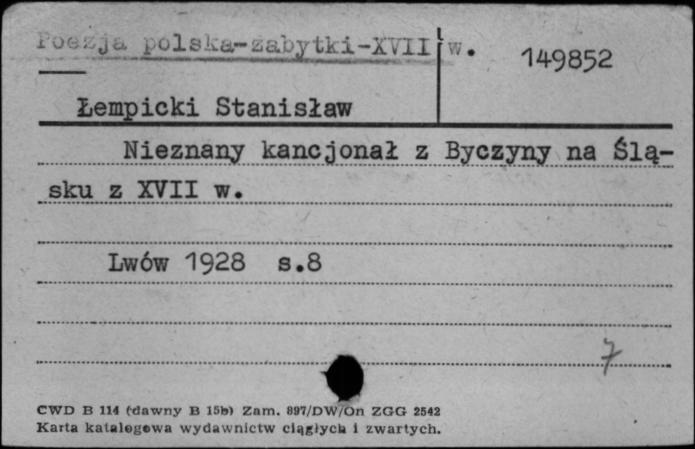 Poezja polska-zabytki-XVII w.
149852
Łempicki Stanisław
Nieznany kancjonał z Byczyny na Ślą-
sku z XVII w.
Lwów 1928 s.8
7
CWD B 114 (dawny B 15b) Zam. 897/DW/On ZGG 2542
Karta katalogowa wydawnictw ciągłych i zwartych.